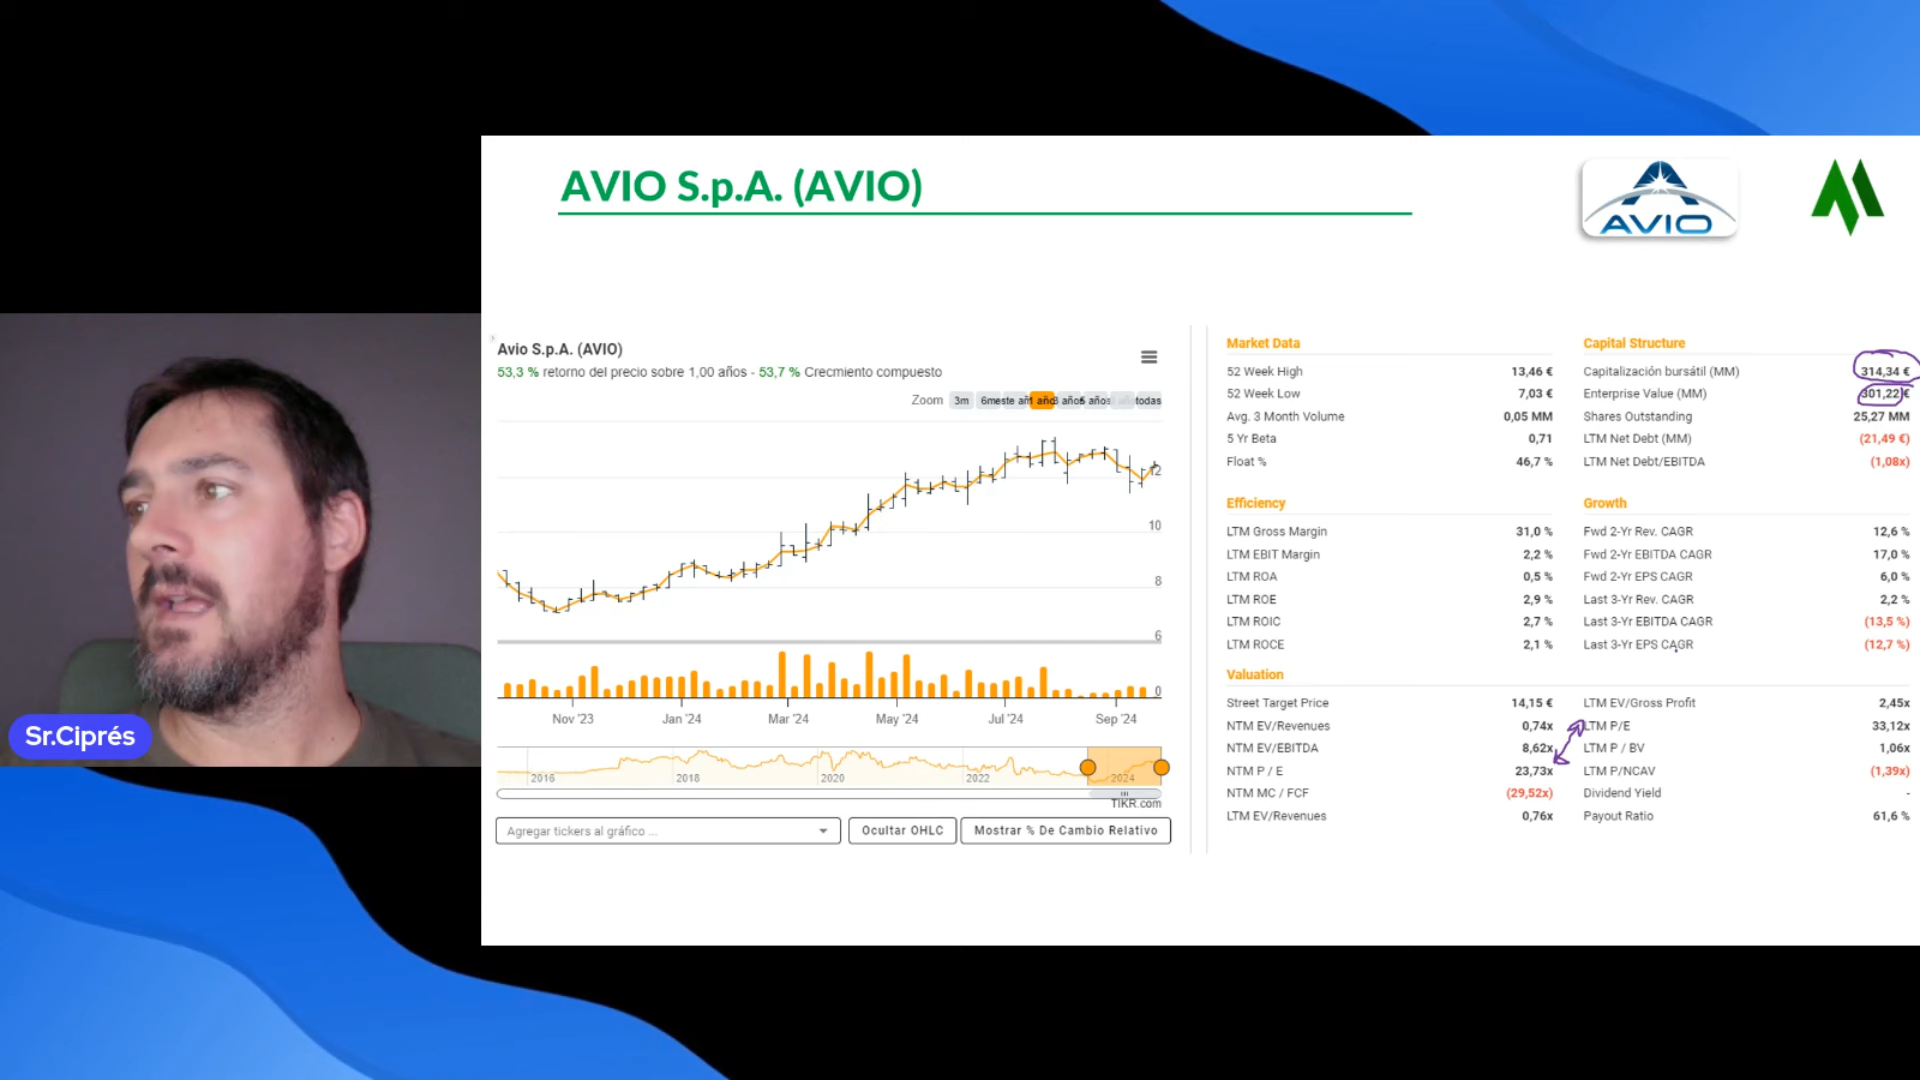 AVIO S.p.A. (AVIO)
AVIO
Avio S.p.A. (AVIO)
53,3 % retorno del precio sobre 1,00 años - 53,7 % Crecmiento compuesto
Zoom 3m 6m este añ 1 año 3 años 5 años todas
12
10
8
6
0
Nov '23 Jan '24 Mar '24 May '24 Jul '24 Sep '24
2016 2018 2020 2022 2024
TIKR.com
Agregar tickers al gráfico ... Ocultar OHLC Mostrar % De Cambio Relativo
Market Data
52 Week High 13,46 €
52 Week Low 7,03 €
Avg. 3 Month Volume 0,05 MM
5 Yr Beta 0,71
Float % 46,7 %
Capital Structure
Capitalización bursátil (MM) 314,34 €
Enterprise Value (MM) 301,22 €
Shares Outstanding 25,27 MM
LTM Net Debt (MM) (21,49 €)
LTM Net Debt/EBITDA (1,08x)
Efficiency
LTM Gross Margin 31,0 %
LTM EBIT Margin 2,2 %
LTM ROA 0,5 %
LTM ROE 2,9 %
LTM ROIC 2,7 %
LTM ROCE 2,1 %
Growth
Fwd 2-Yr Rev. CAGR 12,6 %
Fwd 2-Yr EBITDA CAGR 17,0 %
Fwd 2-Yr EPS CAGR 6,0 %
Last 3-Yr Rev. CAGR 2,2 %
Last 3-Yr EBITDA CAGR (13,5 %)
Last 3-Yr EPS CAGR (12,7 %)
Valuation
Street Target Price 14,15 €
NTM EV/Revenues 0,74x
NTM EV/EBITDA 8,62x
NTM P / E 23,73x
NTM MC / FCF (29,52x)
LTM EV/Revenues 0,76x
LTM EV/Gross Profit 2,45x
LTM P/E 33,12x
LTM P / BV 1,06x
LTM P/NCAV (1,39x)
Dividend Yield -
Payout Ratio 61,6 %
Sr.Ciprés